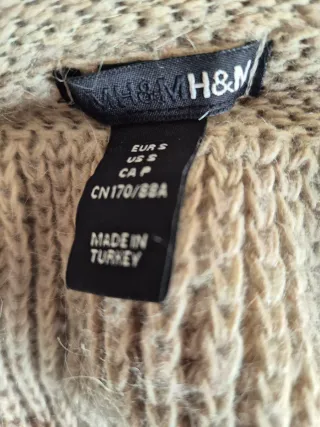 MH&M H&M
EUR S
US S
CA P
CN170/88A
MADE IN
TURKEY